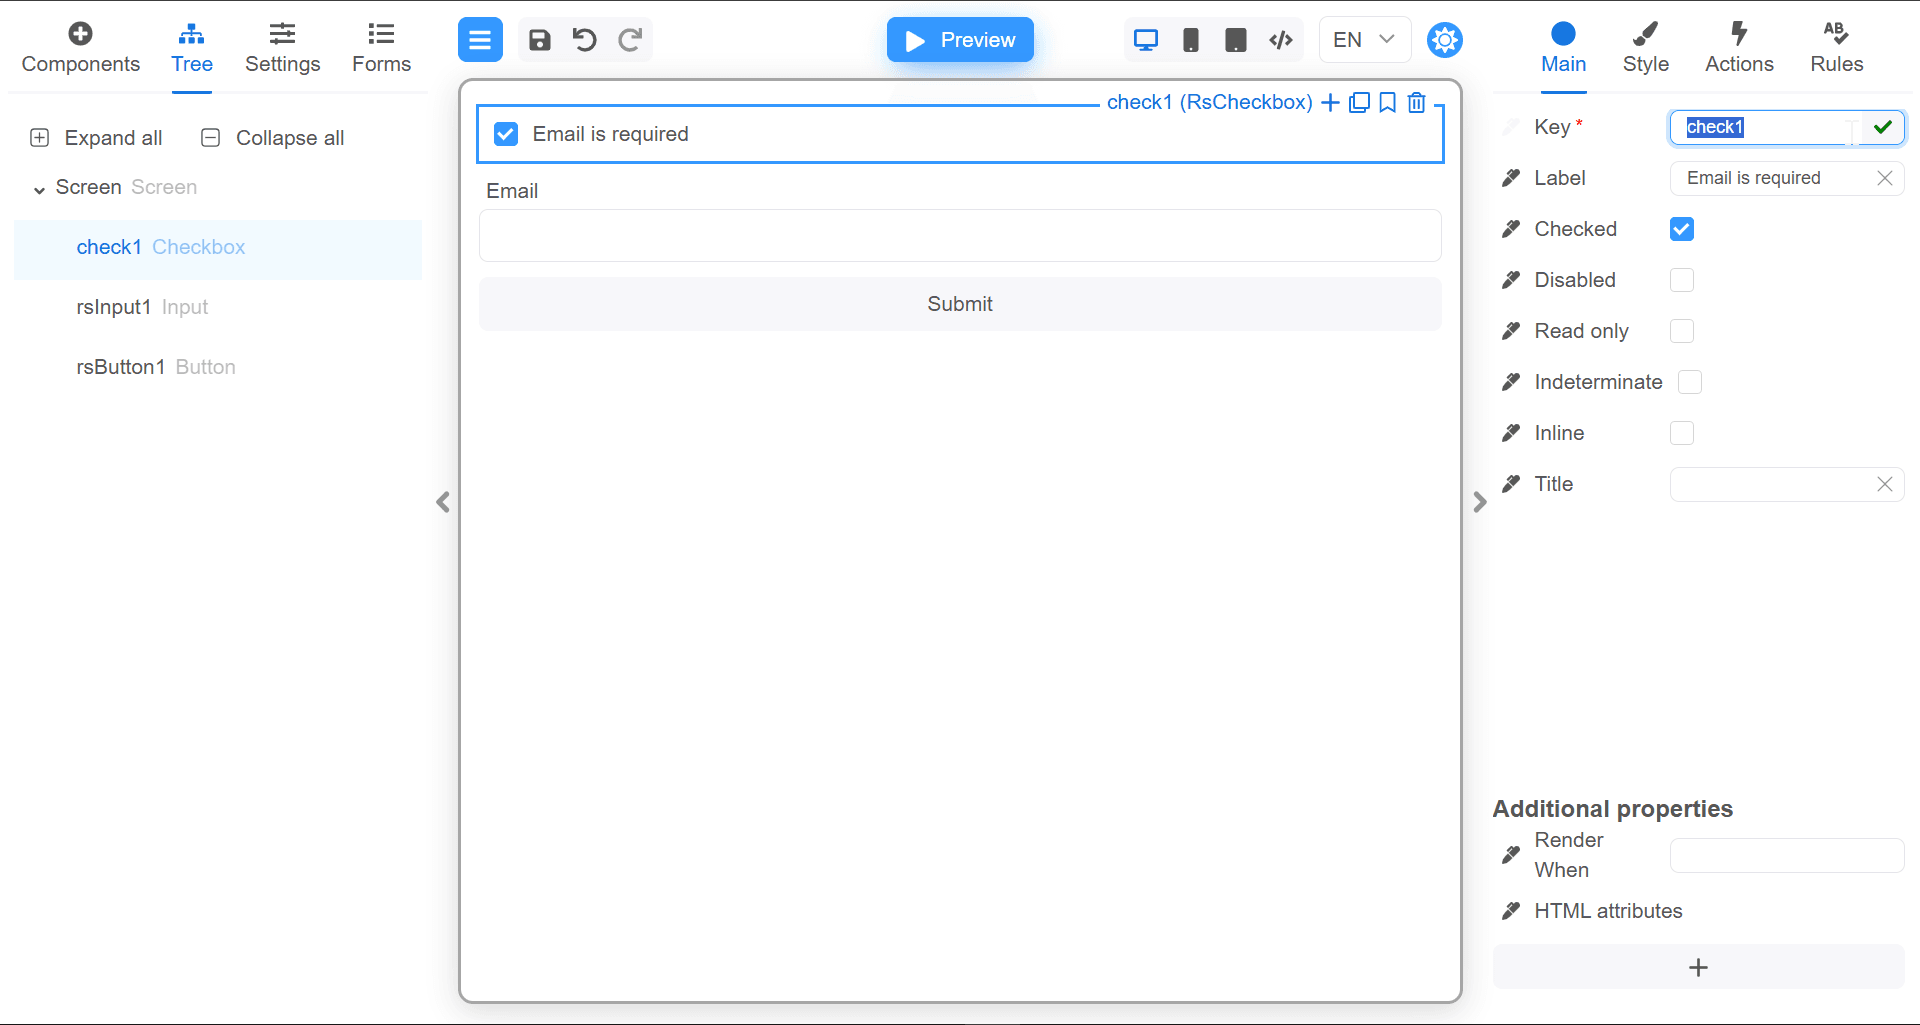 Components Tree Settings Forms
Expand all Collapse all
Screen Screen
check1 Checkbox
rsInput1 Input
rsButton1 Button
Preview
EN
check1 (RsCheckbox)
Email is required
Email
Submit
Main Style Actions Rules
AB
Key * check1
Label Email is required
Checked
Disabled
Read only
Indeterminate
Inline
Title
Additional properties
Render
When
HTML attributes